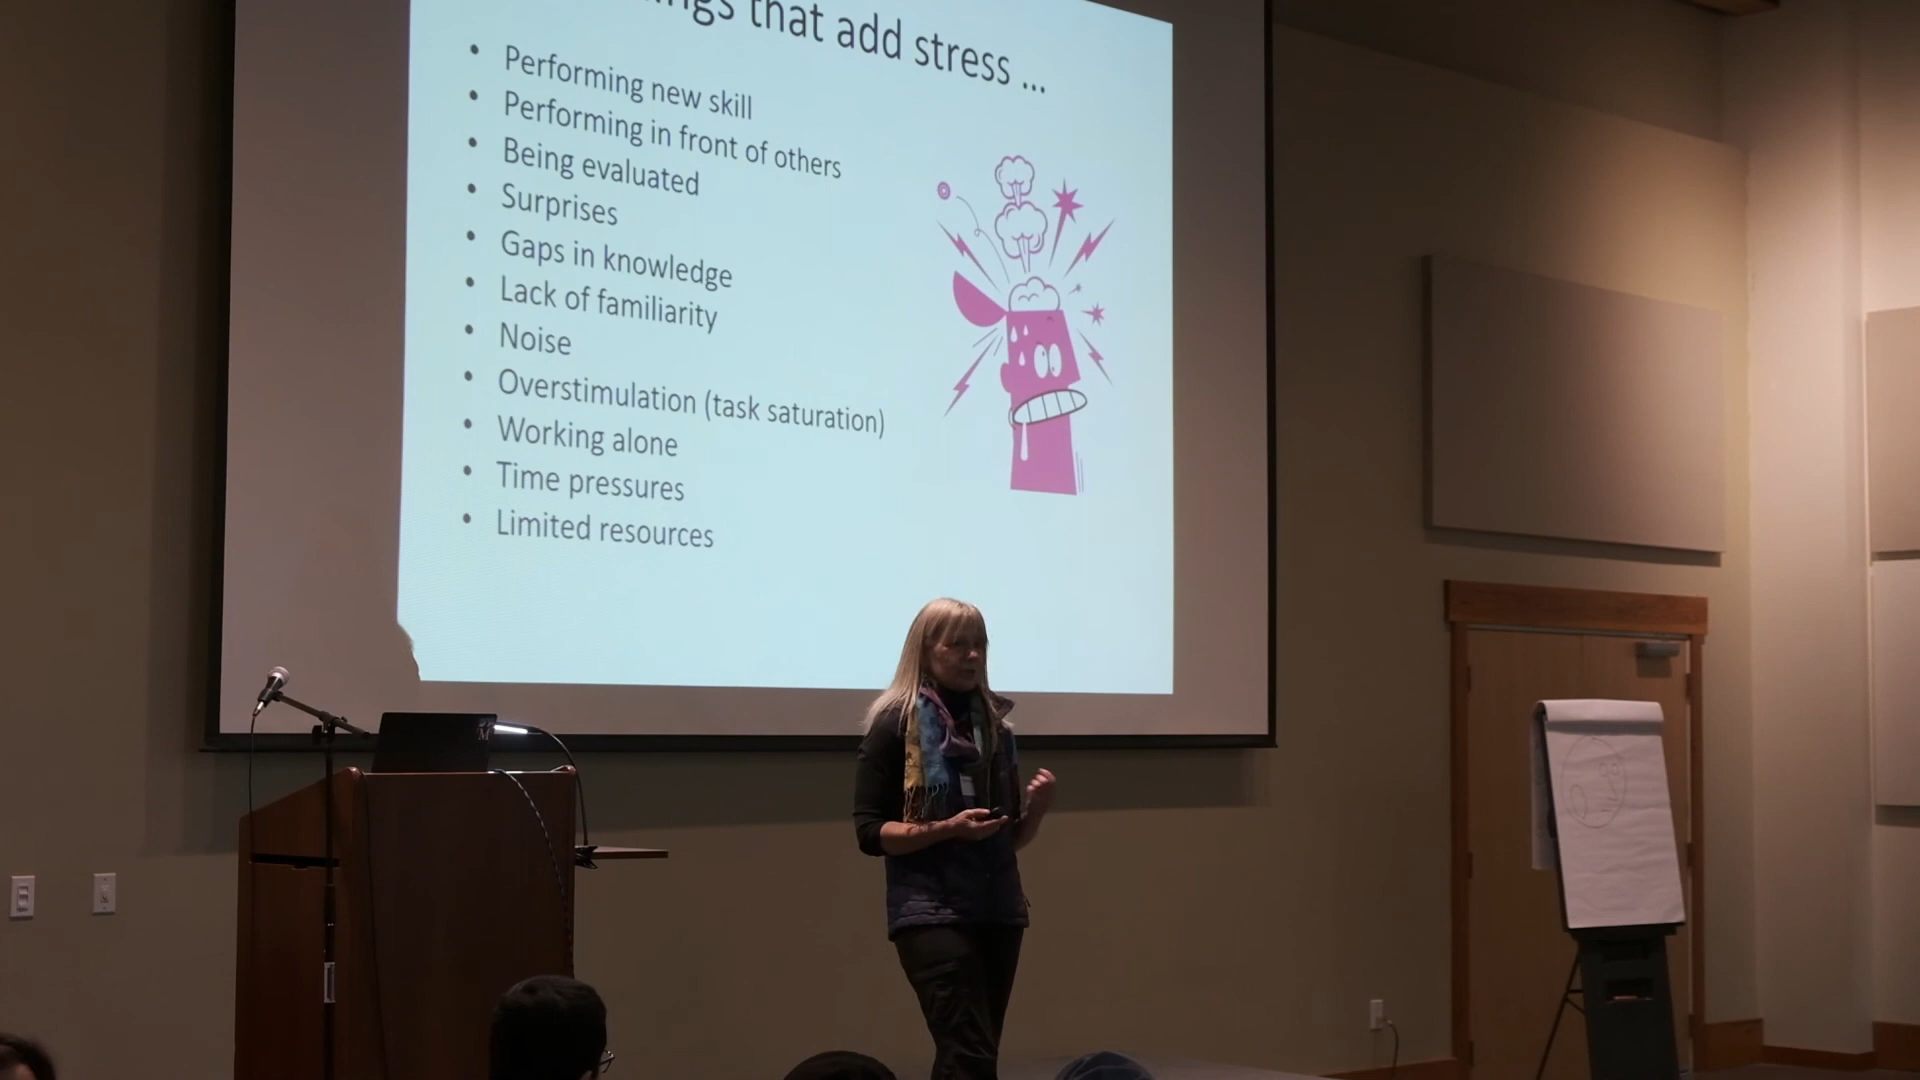 that add stress ...
• Performing new skill
• Performing in front of others
• Being evaluated
• Surprises
• Gaps in knowledge
• Lack of familiarity
• Noise
• Overstimulation (task saturation)
• Working alone
• Time pressures
• Limited resources